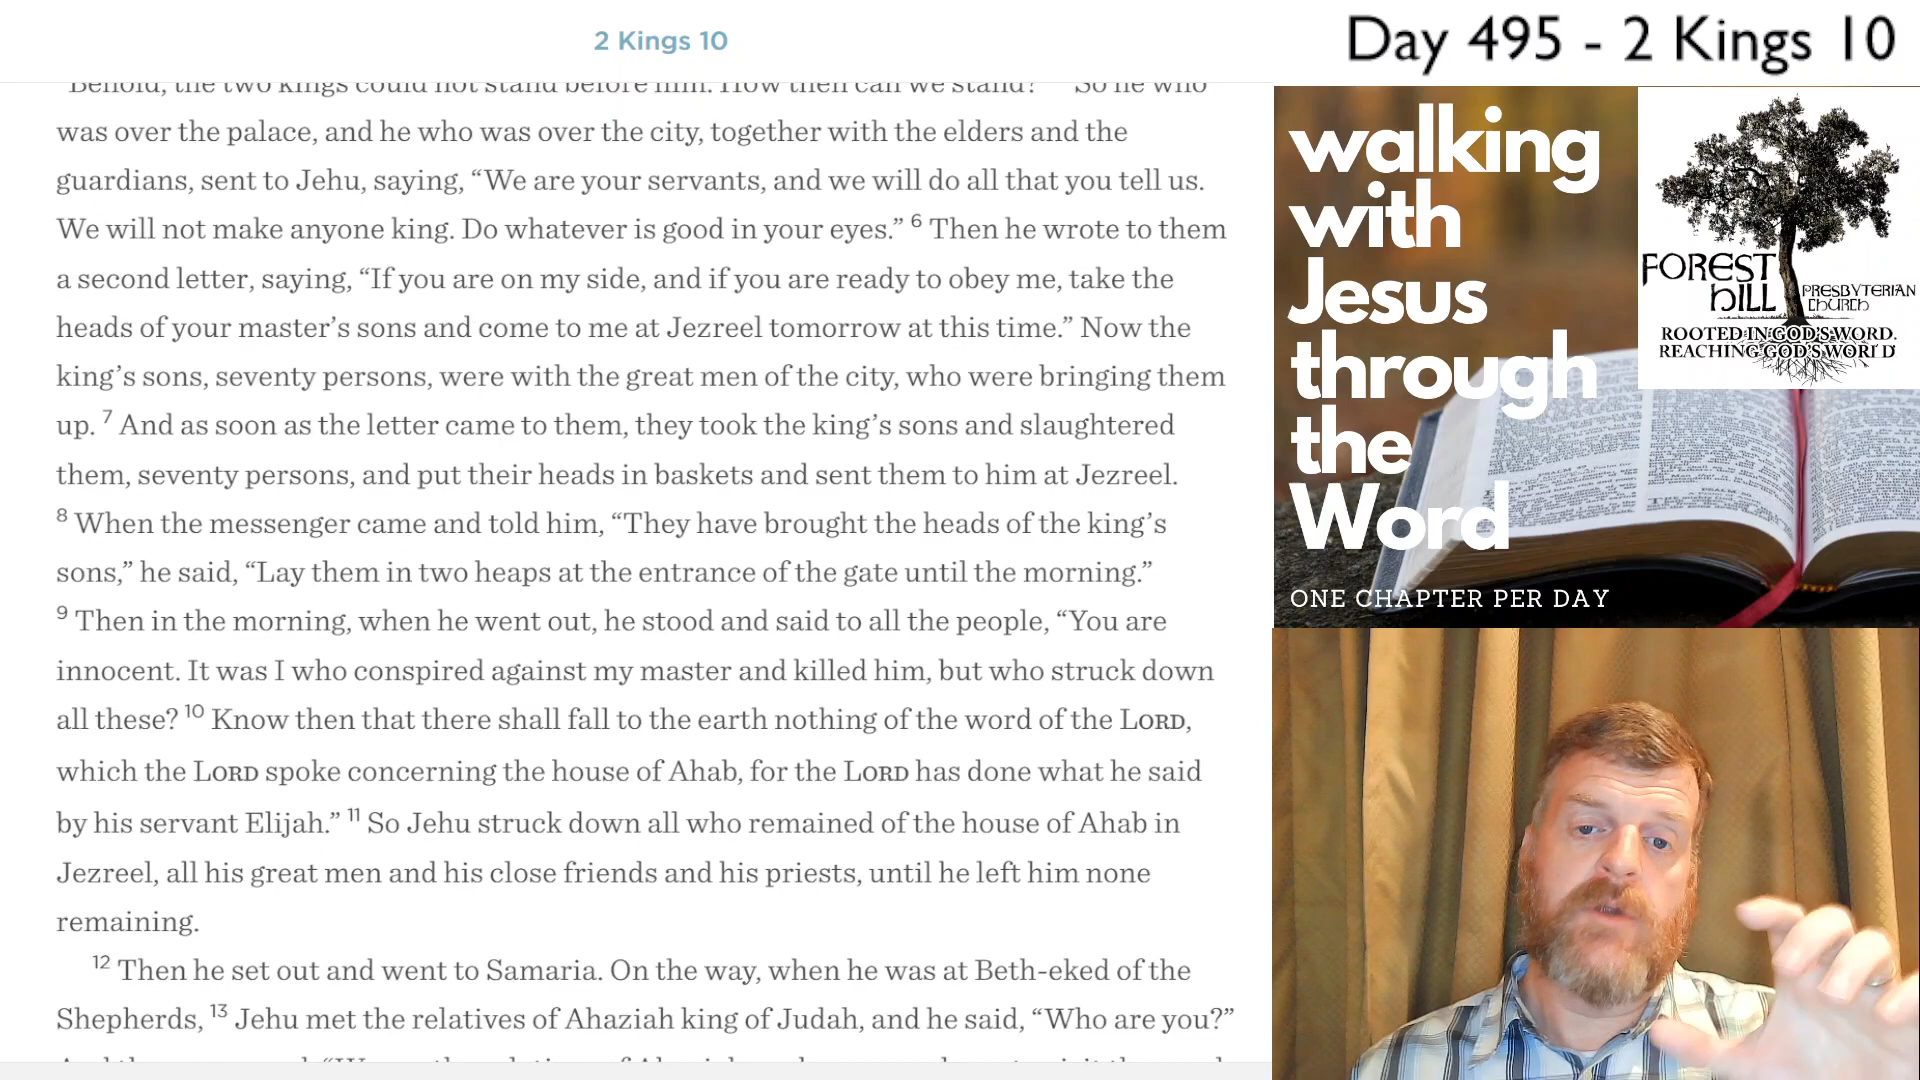 2 Kings 10
Day 495 - 2 Kings 10
“Behold, the two kings could not stand before him. How then can we stand?” So he who
was over the palace, and he who was over the city, together with the elders and the
guardians, sent to Jehu, saying, “We are your servants, and we will do all that you tell us.
We will not make anyone king. Do whatever is good in your eyes.” 6 Then he wrote to them
a second letter, saying, “If you are on my side, and if you are ready to obey me, take the
heads of your master’s sons and come to me at Jezreel tomorrow at this time.” Now the
king’s sons, seventy persons, were with the great men of the city, who were bringing them
up. 7 And as soon as the letter came to them, they took the king’s sons and slaughtered
them, seventy persons, and put their heads in baskets and sent them to him at Jezreel.
8 When the messenger came and told him, “They have brought the heads of the king’s
sons,” he said, “Lay them in two heaps at the entrance of the gate until the morning.”
9 Then in the morning, when he went out, he stood and said to all the people, “You are
innocent. It was I who conspired against my master and killed him, but who struck down
all these? 10 Know then that there shall fall to the earth nothing of the word of the LORD,
which the LORD spoke concerning the house of Ahab, for the LORD has done what he said
by his servant Elijah.” 11 So Jehu struck down all who remained of the house of Ahab in
Jezreel, all his great men and his close friends and his priests, until he left him none
remaining.
12 Then he set out and went to Samaria. On the way, when he was at Beth-eked of the
Shepherds, 13 Jehu met the relatives of Ahaziah king of Judah, and he said, “Who are you?”
walking
with
Jesus
through
the
Word
ONE CHAPTER PER DAY
FOREST
HILL
PRESBYTERIAN
CHURCH
ROOTED IN GOD'S WORD.
REACHING GOD'S WORLD